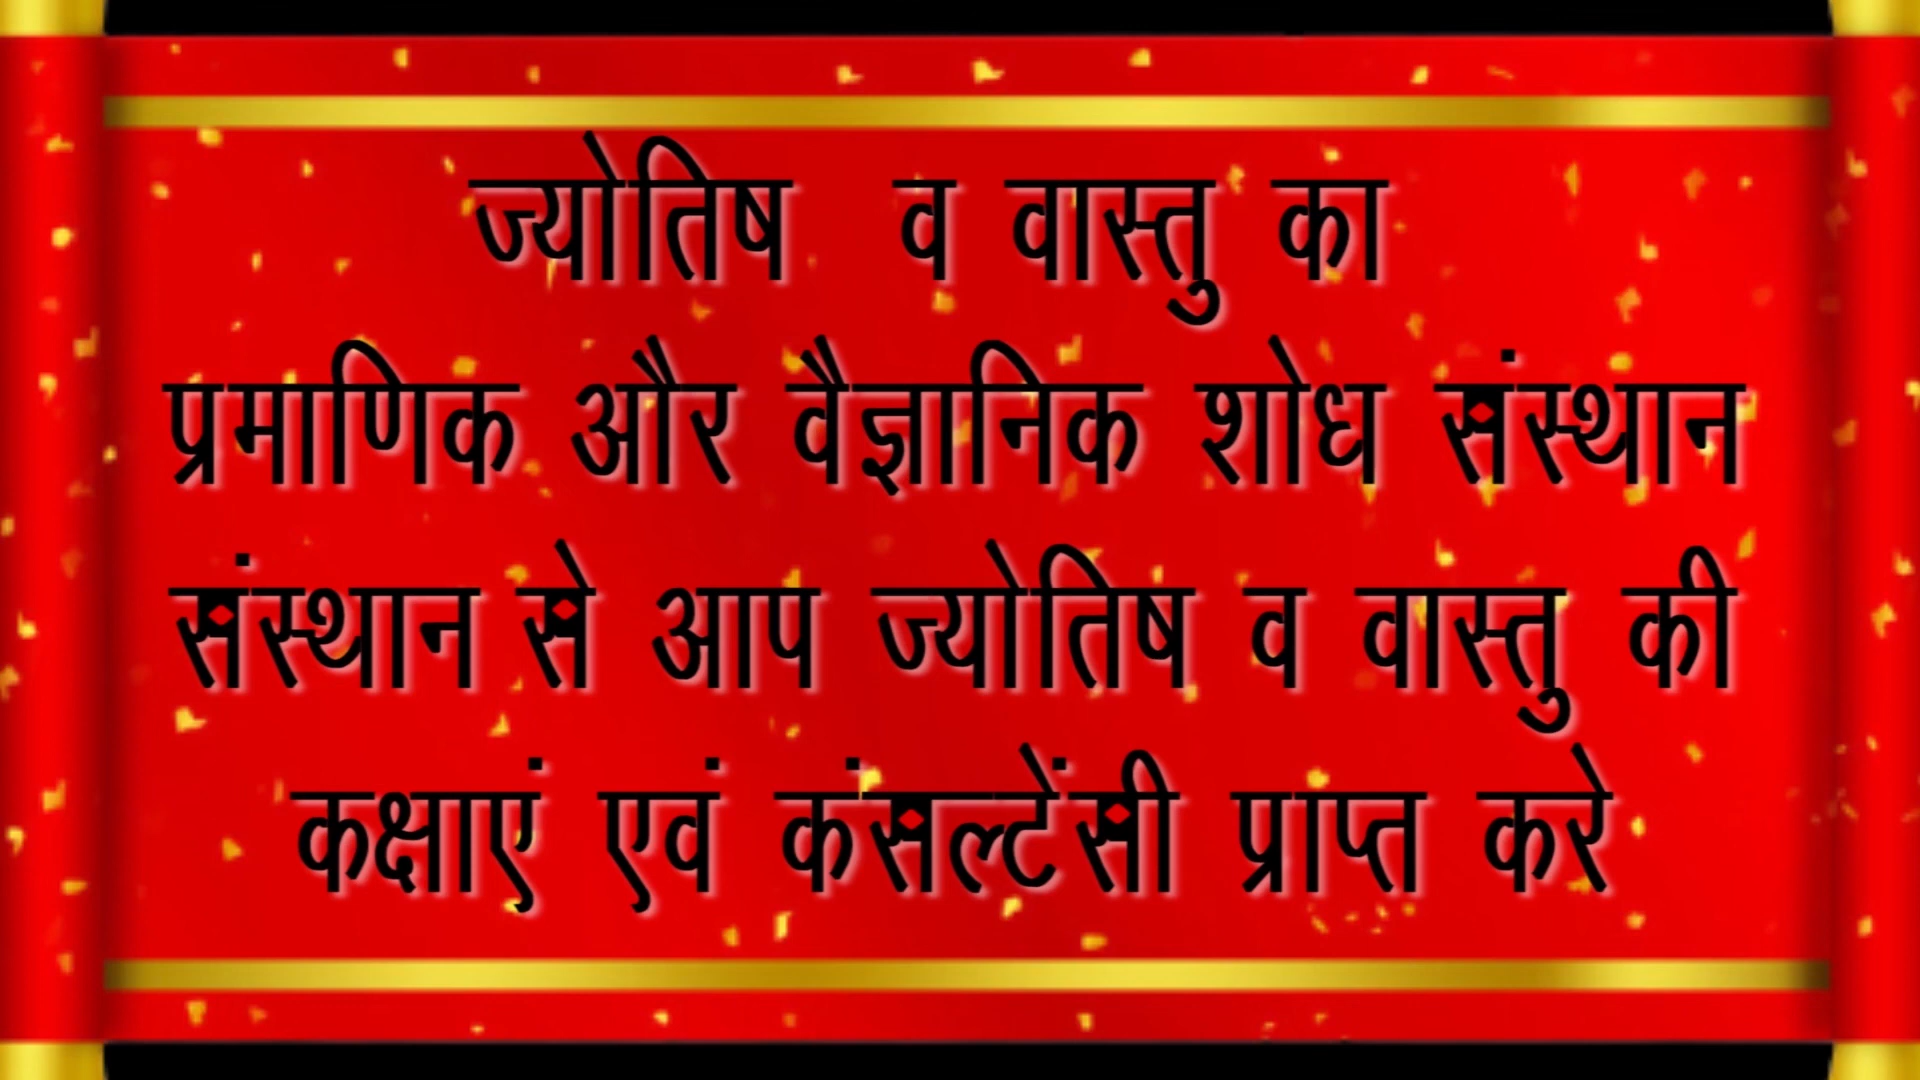 ज्योतिष व वास्तु का
प्रमाणिक और वैज्ञानिक शोध संस्थान
संस्थान से आप ज्योतिष व वास्तु की
कक्षाएं एवं कंसल्टेंसी प्राप्त करे